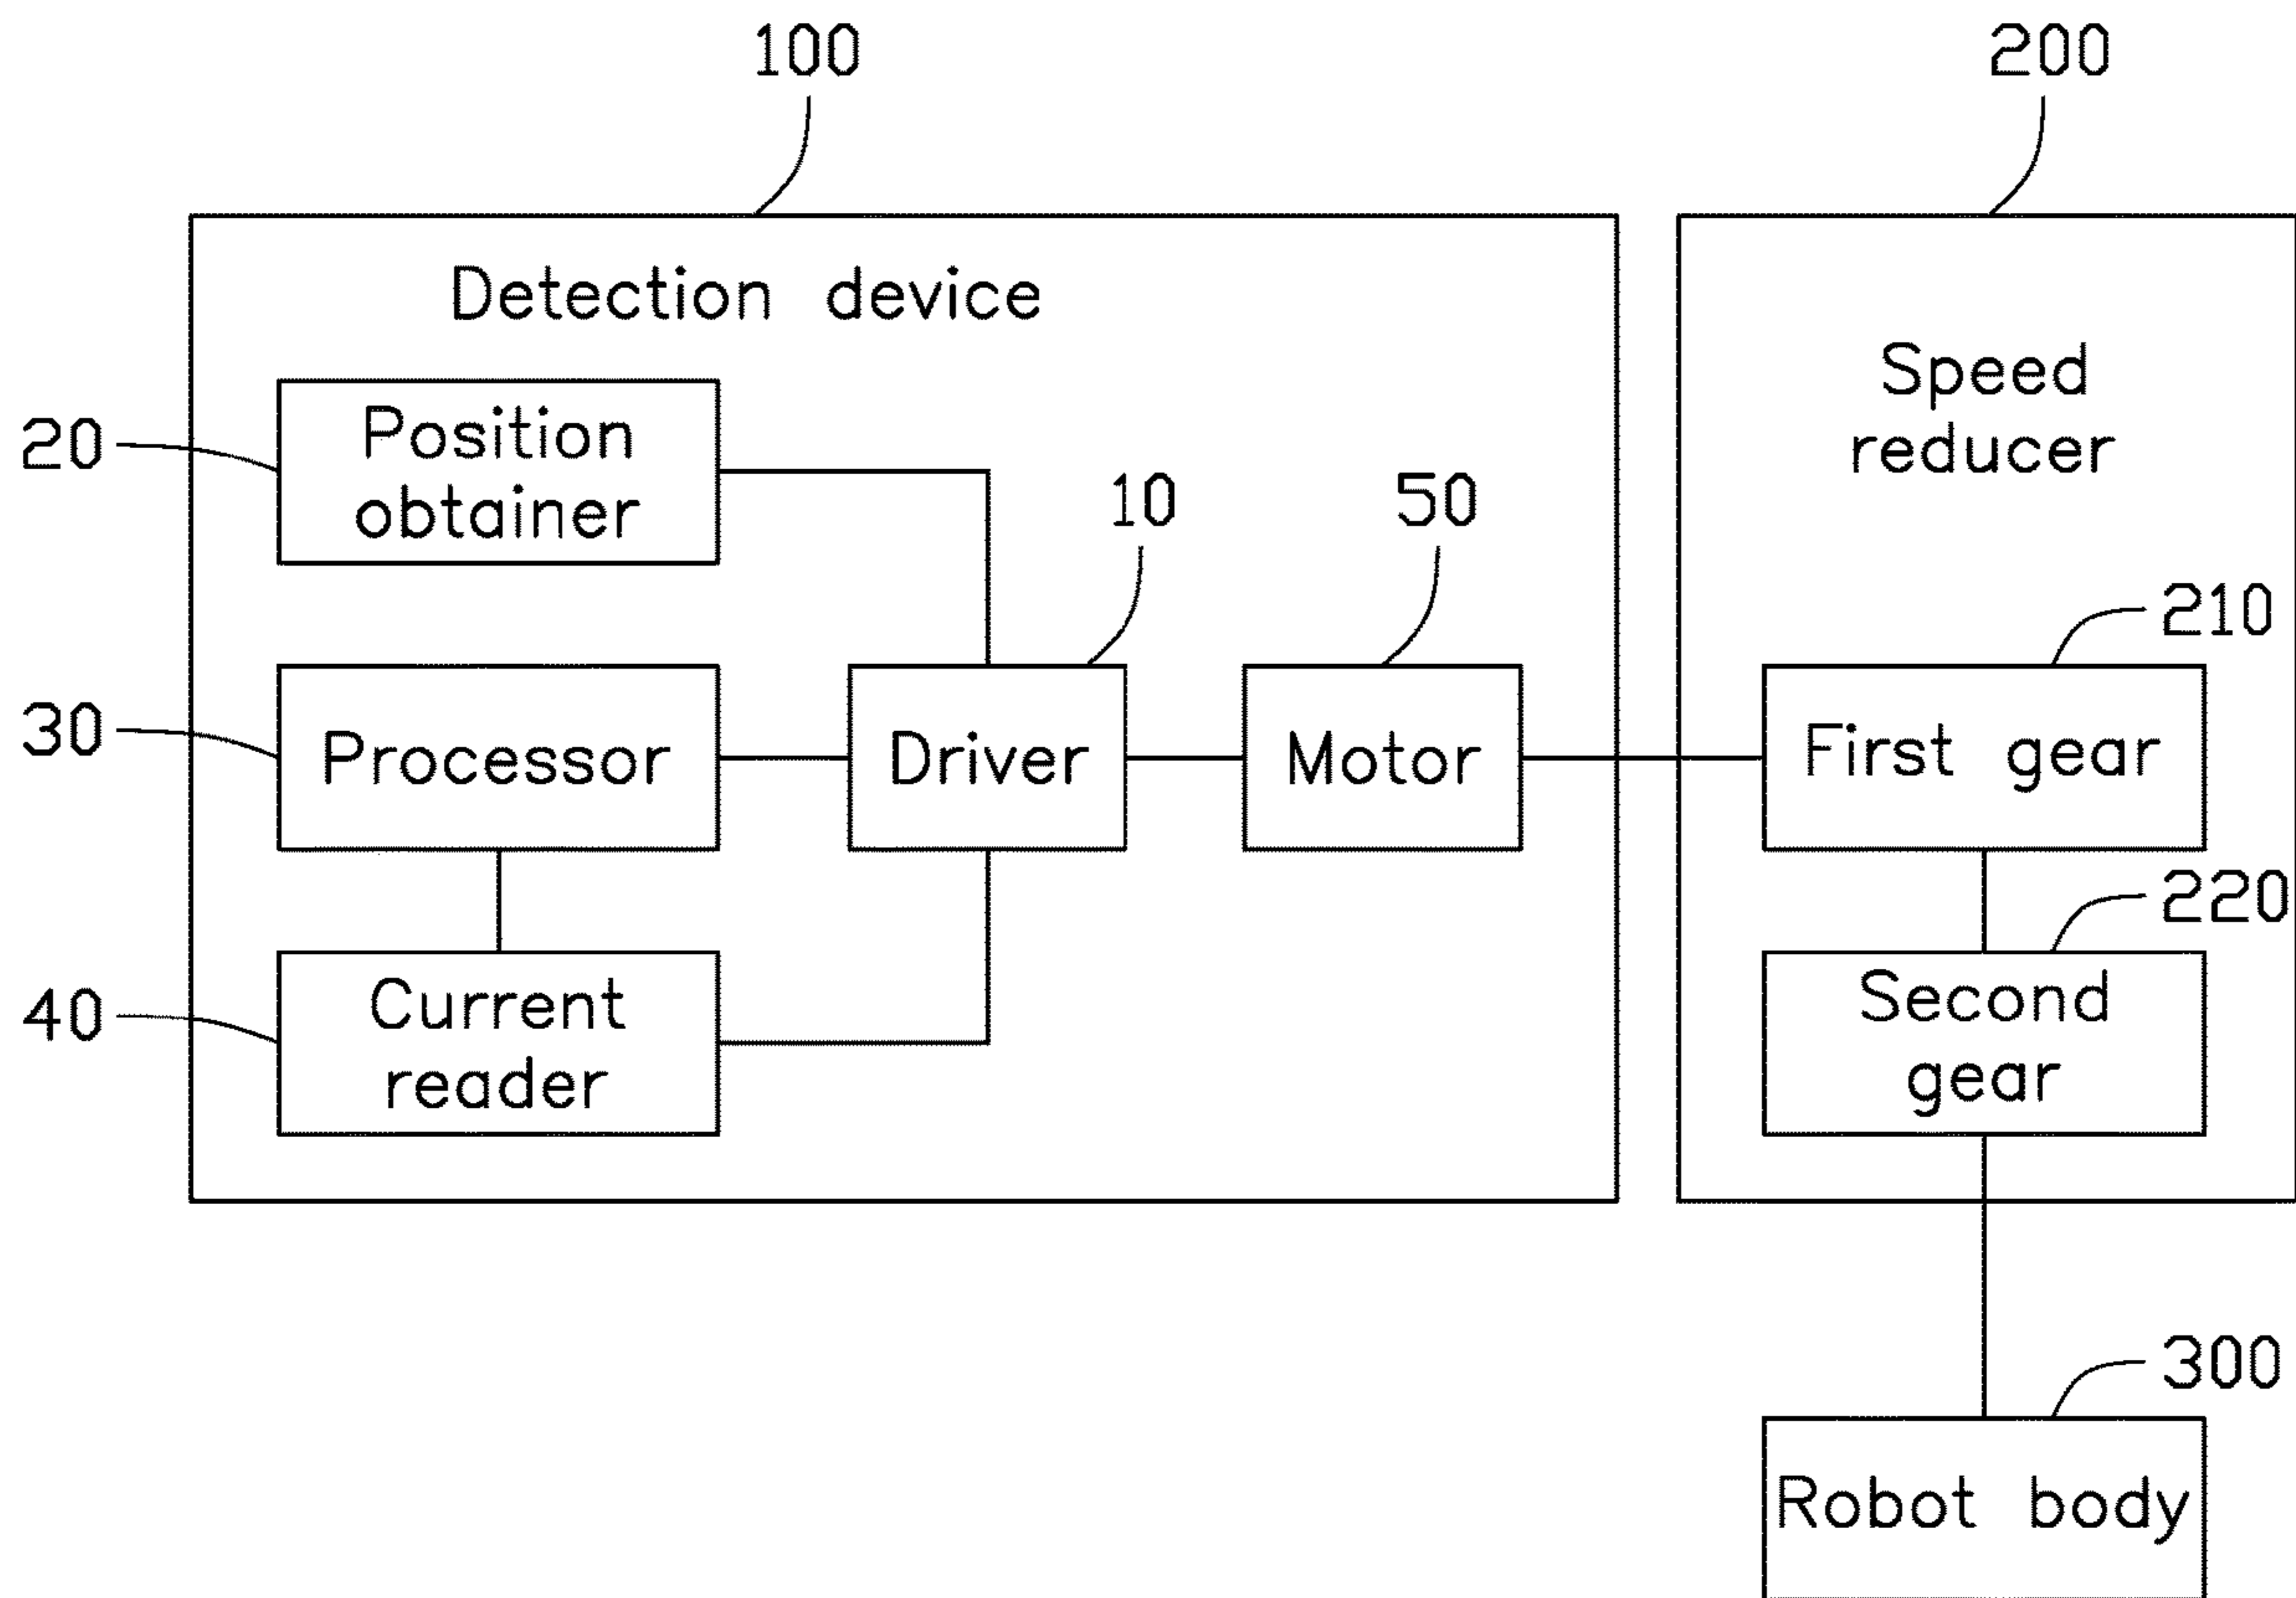 100
200
Detection device
Speed
reducer
20
Position
obtainer
10
50
210
30
Processor
Driver
Motor
First gear
220
40
Current
reader
Second
gear
300
Robot body